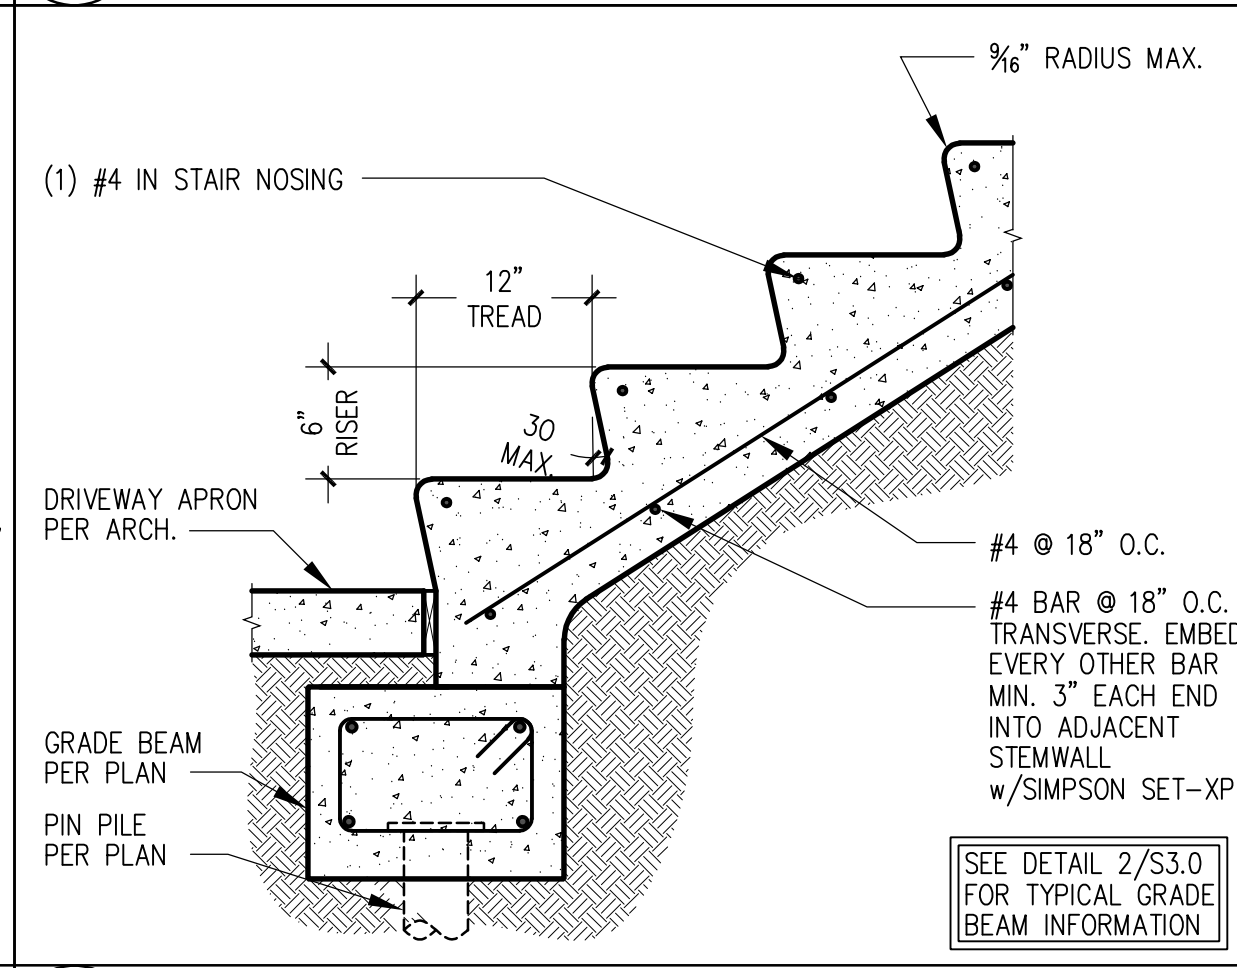 9/16" RADIUS MAX.
(1) #4 IN STAIR NOSING
12"
TREAD
6"
RISER
30
MAX.
DRIVEWAY APRON
PER ARCH.
#4 @ 18" O.C.
#4 BAR @ 18" O.C.
TRANSVERSE. EMBED
EVERY OTHER BAR
MIN. 3" EACH END
INTO ADJACENT
STEMWALL
w/SIMPSON SET-XP
GRADE BEAM
PER PLAN
PIN PILE
PER PLAN
SEE DETAIL 2/S3.0
FOR TYPICAL GRADE
BEAM INFORMATION